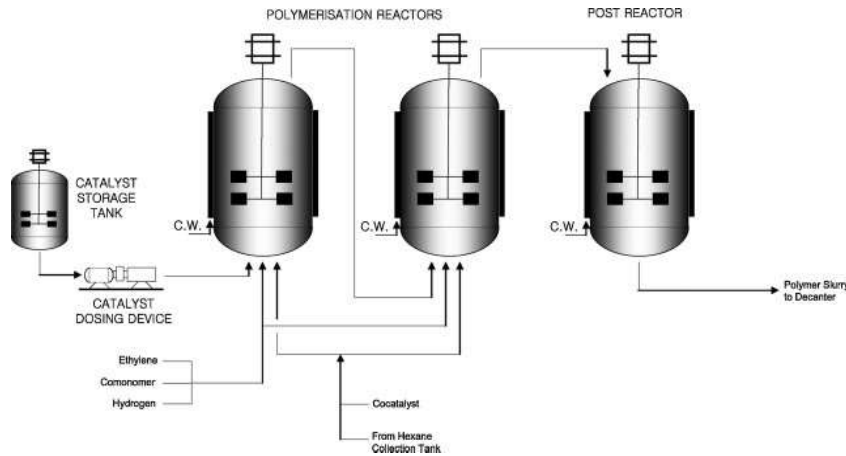 POLYMERISATION REACTORS
POST REACTOR
CATALYST
STORAGE
TANK
C.W.
C.W.
C.W.
CATALYST
DOSING DEVICE
Polymer Slurry
to Decanter
Ethylene
Comonomer
Hydrogen
Cocatalyst
From Hexane
Collection Tank